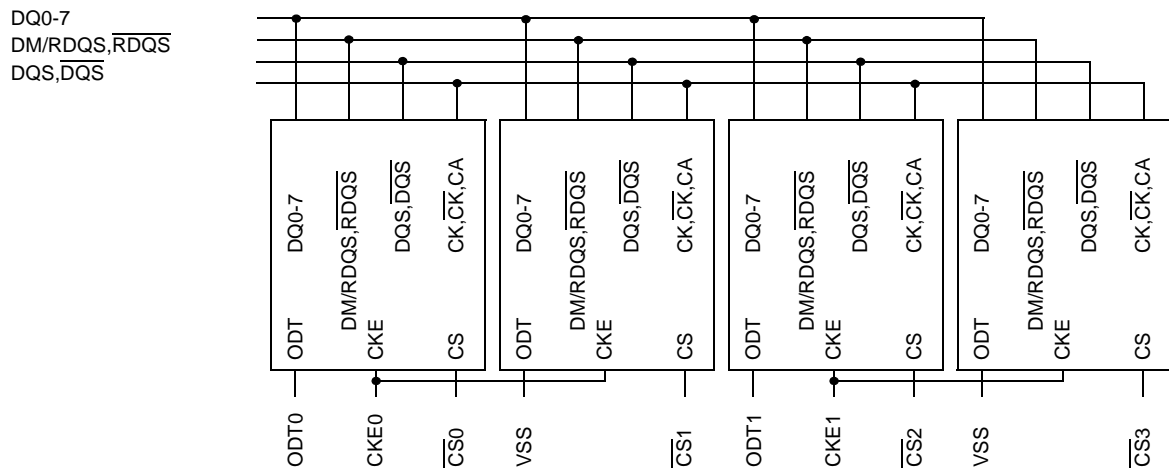 DQ0-7
DM/RDQS,RDQS
DQS,DQS
DQ0-7
DM/RDQS,RDQS
DQS,DQS
CK,CK,CA
ODT
CKE
CS
DQ0-7
DM/RDQS,RDQS
DQS,DQS
CK,CK,CA
ODT
CKE
CS
DQ0-7
DM/RDQS,RDQS
DQS,DQS
CK,CK,CA
ODT
CKE
CS
DQ0-7
DM/RDQS,RDQS
DQS,DQS
CK,CK,CA
ODT
CKE
CS
ODT0
CKE0
CS0
VSS
CS1
ODT1
CKE1
CS2
VSS
CS3